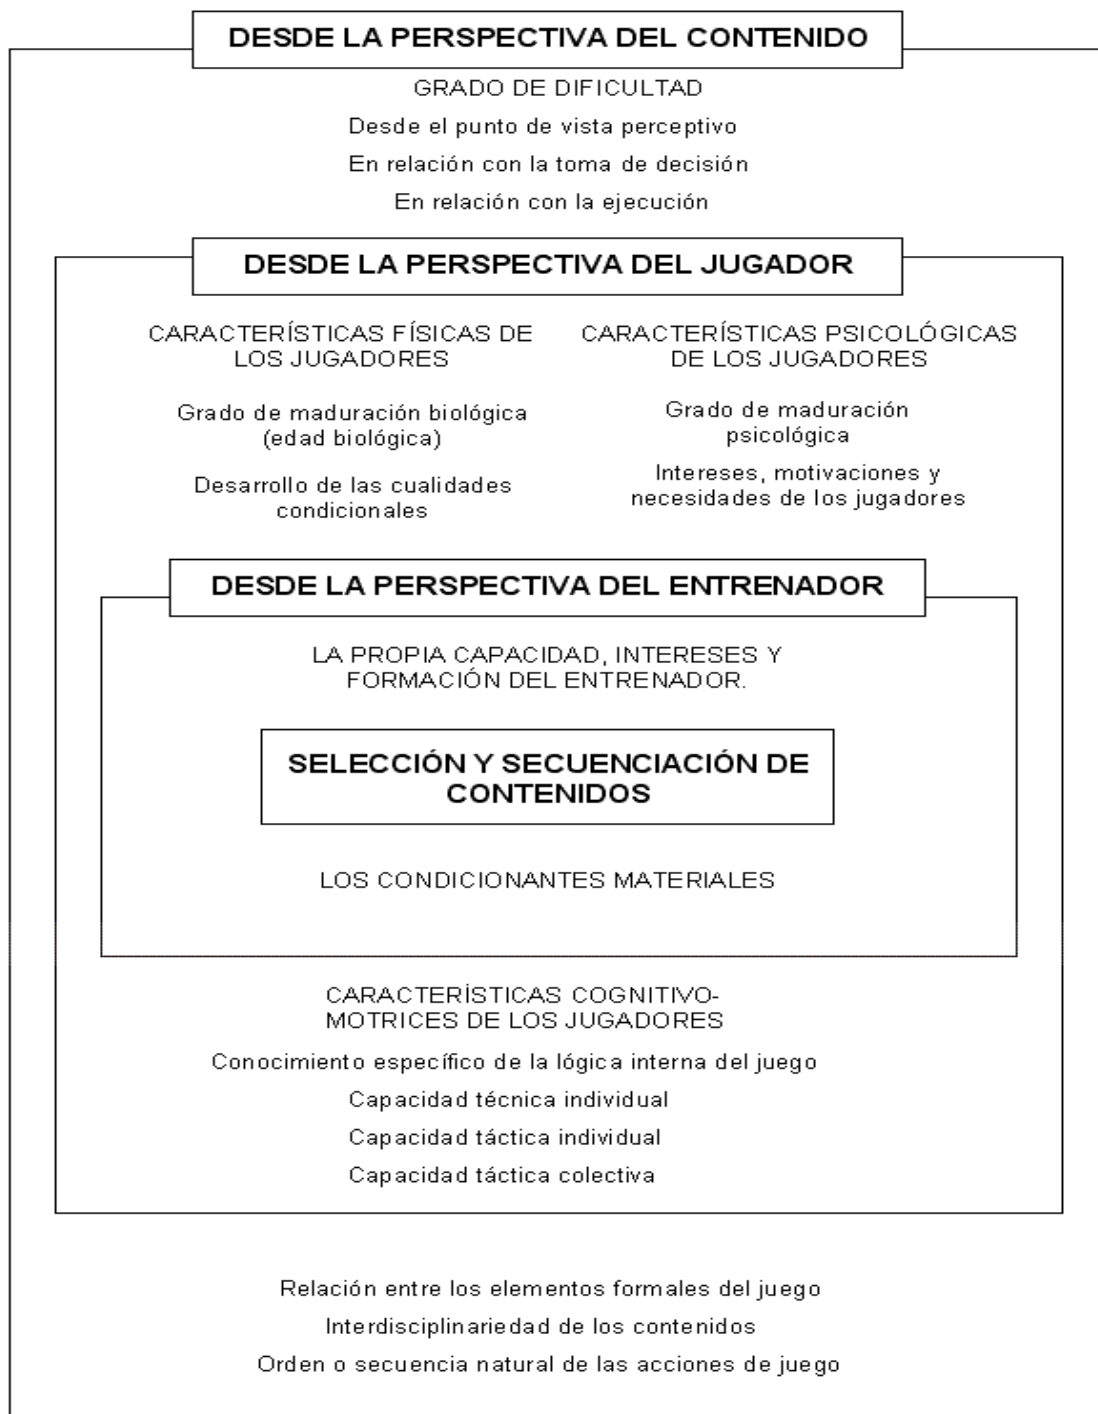 DESDE LA PERSPECTIVA DEL CONTENIDO
GRADO DE DIFICULTAD
Desde el punto de vista perceptivo
En relación con la toma de decisión
En relación con la ejecución
DESDE LA PERSPECTIVA DEL JUGADOR
CARACTERÍSTICAS FÍSICAS DE
LOS JUGADORES
Grado de maduración biológica
(edad biológica)
Desarrollo de las cualidades
condicionales
CARACTERÍSTICAS PSICOLÓGICAS
DE LOS JUGADORES
Grado de maduración
psicológica
Intereses, motivaciones y
necesidades de los jugadores
DESDE LA PERSPECTIVA DEL ENTRENADOR
LA PROPIA CAPACIDAD, INTERESES Y
FORMACIÓN DEL ENTRENADOR.
SELECCIÓN Y SECUENCIACIÓN DE
CONTENIDOS
LOS CONDICIONANTES MATERIALES
CARACTERÍSTICAS COGNITIVO-
MOTRICES DE LOS JUGADORES
Conocimiento específico de la lógica interna del juego
Capacidad técnica individual
Capacidad táctica individual
Capacidad táctica colectiva
Relación entre los elementos formales del juego
Interdisciplinariedad de los contenidos
Orden o secuencia natural de las acciones de juego